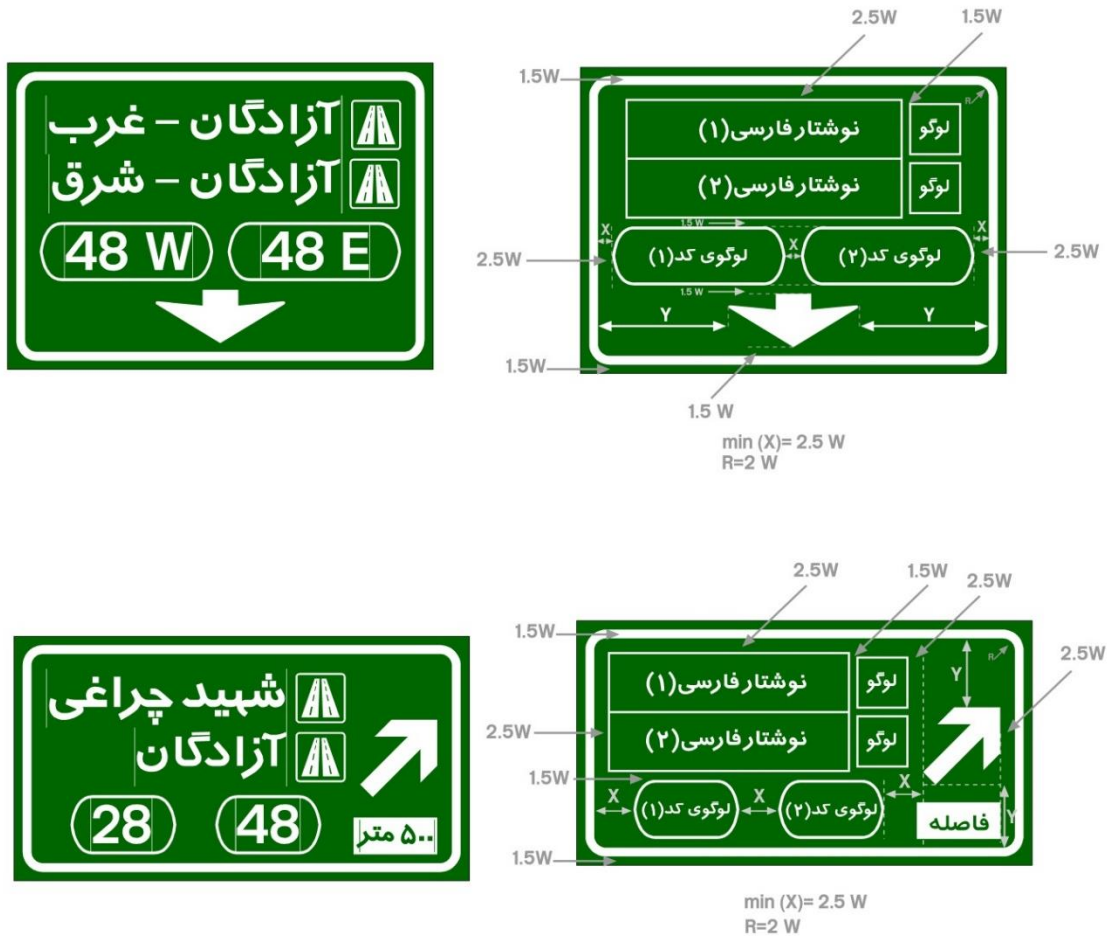 آزادگان – غرب
آزادگان – شرق
48 W 48 E
2.5W 1.5W
1.5W
R
نوشتار فارسی(۱) لوگو
نوشتار فارسی(۲) لوگو
1.5 W
X X X
لوگوی کد(۱) لوگوی کد(۲)
2.5W 2.5W
1.5 W
Y Y
1.5W
1.5 W
min (X)= 2.5 W
R=2 W
شهید چراغی
آزادگان
28 48
۵۰۰ متر
2.5W 1.5W 2.5W
1.5W
2.5W
R
نوشتار فارسی(۱) لوگو
Y
نوشتار فارسی(۲) لوگو
2.5W
1.5W
X X X
لوگوی کد(۱) لوگوی کد(۲)
فاصله
Y
1.5W
min (X)= 2.5 W
R=2 W